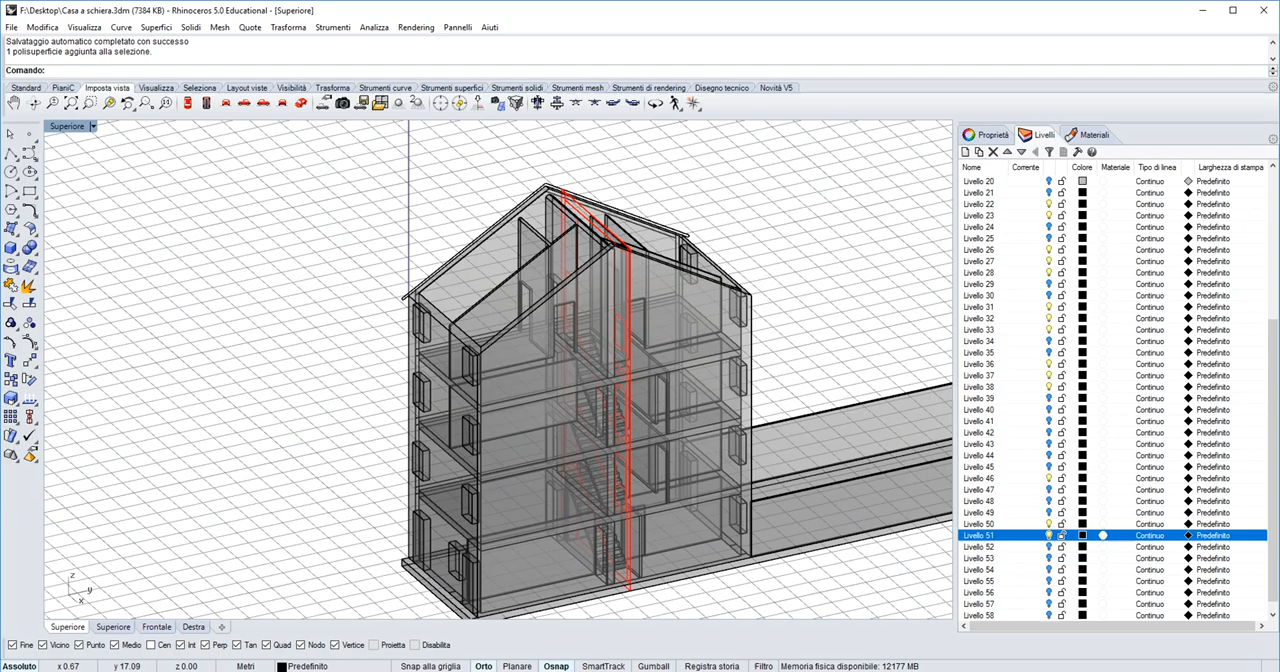 F:\Desktop\Casa a schiera.3dm (7384 KB) - Rhinoceros 5.0 Educational - [Superiore]
File Modifica Visualizza Curve Superfici Solidi Mesh Quote Trasforma Strumenti Analizza Rendering Pannelli Aiuti
Salvataggio automatico completato con successo
1 polisuperficie aggiunta alla selezione.
Comando:
Standard PianiC Imposta vista Visualizza Seleziona Layout viste Visibilità Trasforma Strumenti curve Strumenti superfici Strumenti solidi Strumenti mesh Strumenti di rendering Disegno tecnico Novità V5
Superiore
Proprietà Livelli Materiali
Nome Corrente Colore Materiale Tipo di linea Larghezza di stampa
Livello 20 Continuo Predefinito
Livello 21 Continuo Predefinito
Livello 22 Continuo Predefinito
Livello 23 Continuo Predefinito
Livello 24 Continuo Predefinito
Livello 25 Continuo Predefinito
Livello 26 Continuo Predefinito
Livello 27 Continuo Predefinito
Livello 28 Continuo Predefinito
Livello 29 Continuo Predefinito
Livello 30 Continuo Predefinito
Livello 31 Continuo Predefinito
Livello 32 Continuo Predefinito
Livello 33 Continuo Predefinito
Livello 34 Continuo Predefinito
Livello 35 Continuo Predefinito
Livello 36 Continuo Predefinito
Livello 37 Continuo Predefinito
Livello 38 Continuo Predefinito
Livello 39 Continuo Predefinito
Livello 40 Continuo Predefinito
Livello 41 Continuo Predefinito
Livello 42 Continuo Predefinito
Livello 43 Continuo Predefinito
Livello 44 Continuo Predefinito
Livello 45 Continuo Predefinito
Livello 46 Continuo Predefinito
Livello 47 Continuo Predefinito
Livello 48 Continuo Predefinito
Livello 49 Continuo Predefinito
Livello 50 Continuo Predefinito
Livello 51 Continuo Predefinito
Livello 52 Continuo Predefinito
Livello 53 Continuo Predefinito
Livello 54 Continuo Predefinito
Livello 55 Continuo Predefinito
Livello 56 Continuo Predefinito
Livello 57 Continuo Predefinito
Livello 58 Continuo Predefinito
z
y
x
Superiore Superiore Frontale Destra
Fine Vicino Punto Medio Cen Int Perp Tan Quad Nodo Vertice Proietta Disabilita
Assoluto x 0.67 y 17.09 z 0.00 Metri Predefinito Snap alla griglia Orto Planare Osnap SmartTrack Gumball Registra storia Filtro Memoria fisica disponibile: 12177 MB